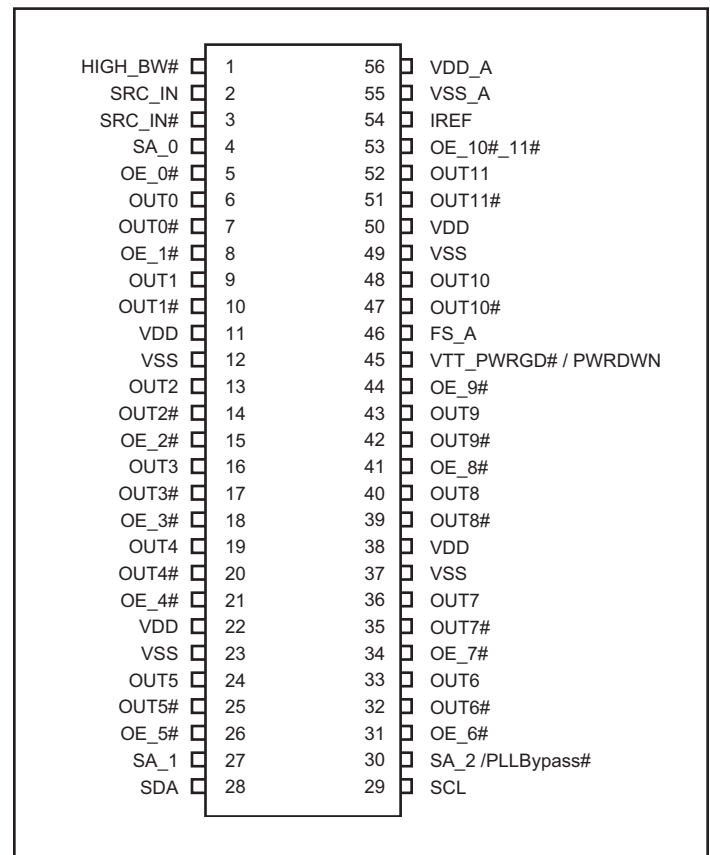 HIGH_BW# 1 56 VDD_A
SRC_IN 2 55 VSS_A
SRC_IN# 3 54 IREF
SA_0 4 53 OE_10#_11#
OE_0# 5 52 OUT11
OUT0 6 51 OUT11#
OUT0# 7 50 VDD
OE_1# 8 49 VSS
OUT1 9 48 OUT10
OUT1# 10 47 OUT10#
VDD 11 46 FS_A
VSS 12 45 VTT_PWRGD# / PWRDWN
OUT2 13 44 OE_9#
OUT2# 14 43 OUT9
OE_2# 15 42 OUT9#
OUT3 16 41 OE_8#
OUT3# 17 40 OUT8
OE_3# 18 39 OUT8#
OUT4 19 38 VDD
OUT4# 20 37 VSS
OE_4# 21 36 OUT7
VDD 22 35 OUT7#
VSS 23 34 OE_7#
OUT5 24 33 OUT6
OUT5# 25 32 OUT6#
OE_5# 26 31 OE_6#
SA_1 27 30 SA_2 /PLLBypass#
SDA 28 29 SCL